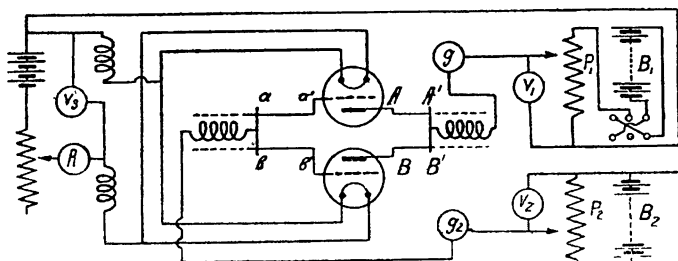 V₃
R
a
a'
A
A'
в
в'
B
B'
g
g₂
V₁
P₁
B₁
V₂
P₂
B₂